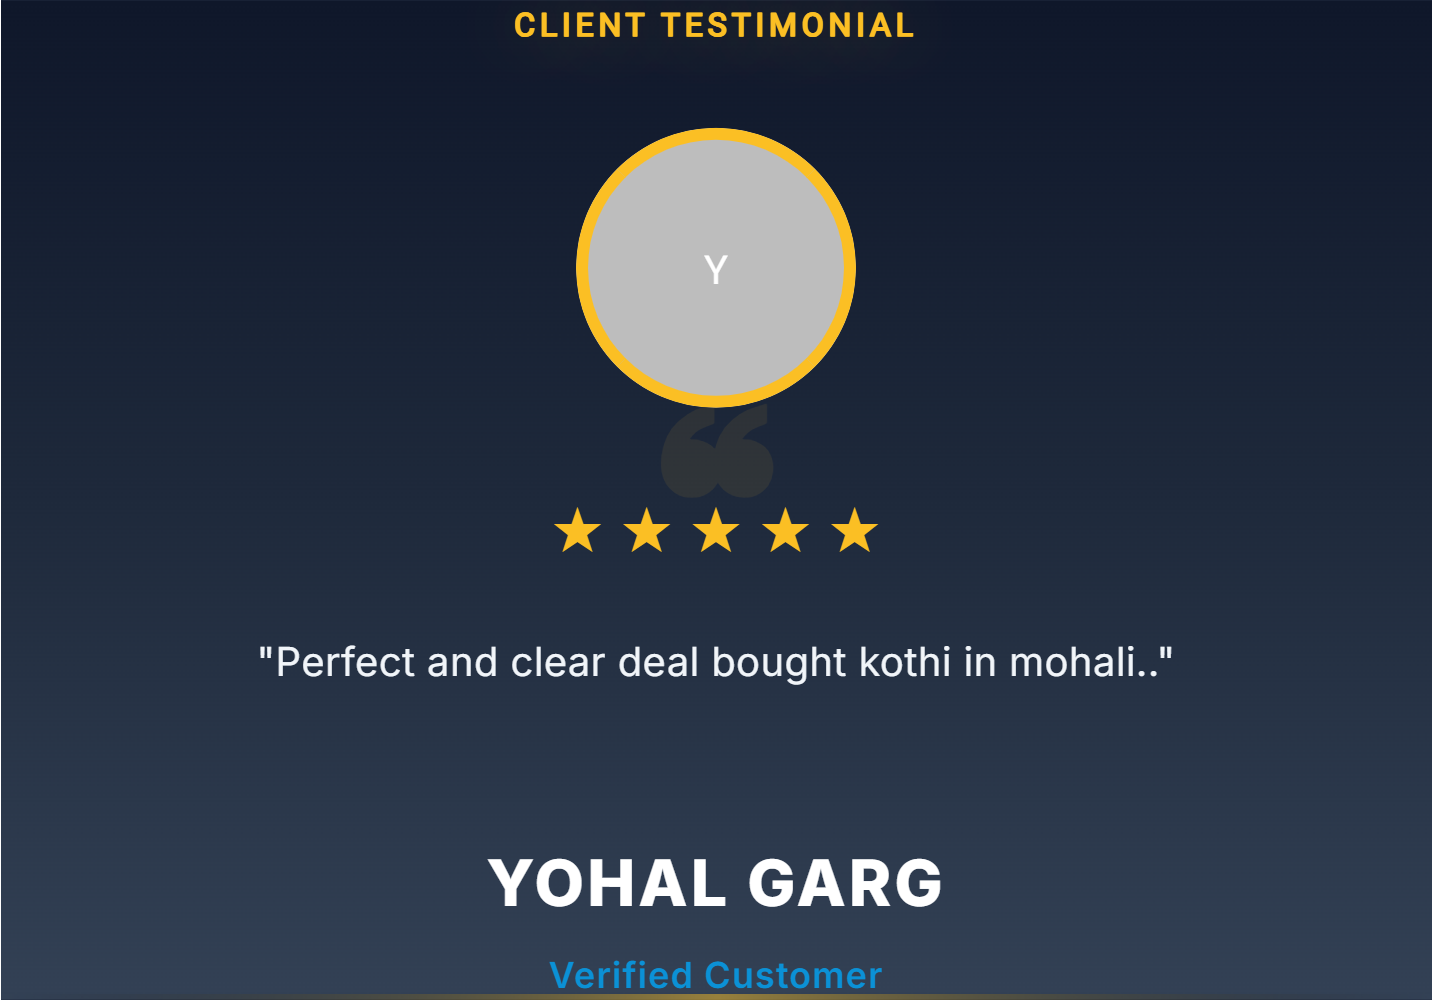 CLIENT TESTIMONIAL
Y
"Perfect and clear deal bought kothi in mohali.."
YOHAL GARG
Verified Customer